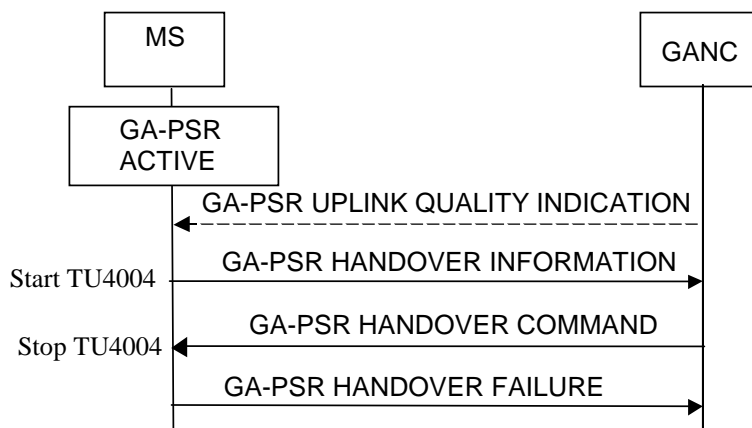 MS
GANC
GA-PSR
ACTIVE
GA-PSR UPLINK QUALITY INDICATION
GA-PSR HANDOVER INFORMATION
Start TU4004
GA-PSR HANDOVER COMMAND
Stop TU4004
GA-PSR HANDOVER FAILURE